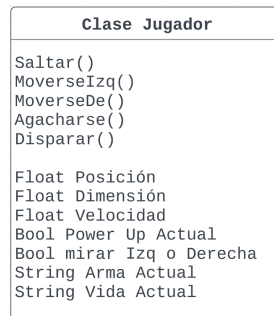 Clase Jugador
Saltar()
MoverseIzq()
MoverseDe()
Agacharse()
Disparar()
Float Posición
Float Dimensión
Float Velocidad
Bool Power Up Actual
Bool mirar Izq o Derecha
String Arma Actual
String Vida Actual